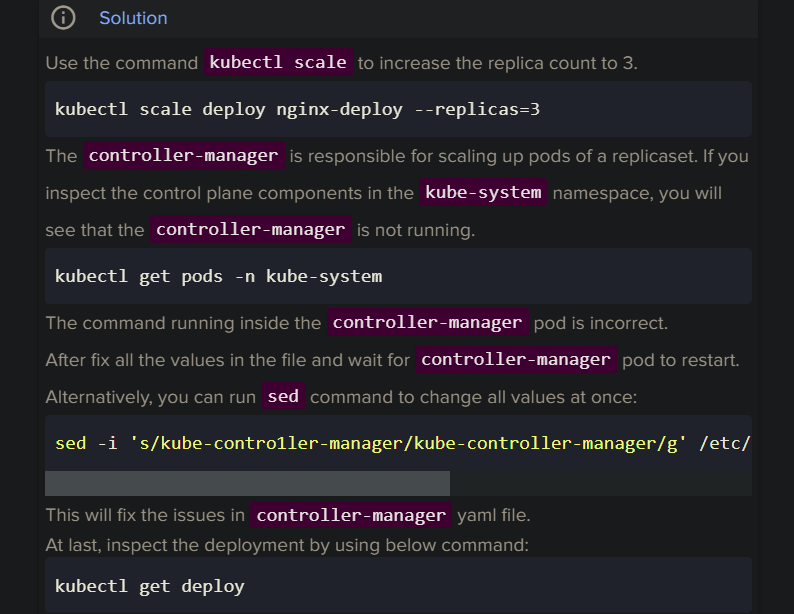 Solution
Use the command kubectl scale to increase the replica count to 3.
kubectl scale deploy nginx-deploy --replicas=3
The controller-manager is responsible for scaling up pods of a replicaset. If you
inspect the control plane components in the kube-system namespace, you will
see that the controller-manager is not running.
kubectl get pods -n kube-system
The command running inside the controller-manager pod is incorrect.
After fix all the values in the file and wait for controller-manager pod to restart.
Alternatively, you can run sed command to change all values at once:
sed -i 's/kube-contro1ler-manager/kube-controller-manager/g' /etc/
This will fix the issues in controller-manager yaml file.
At last, inspect the deployment by using below command:
kubectl get deploy